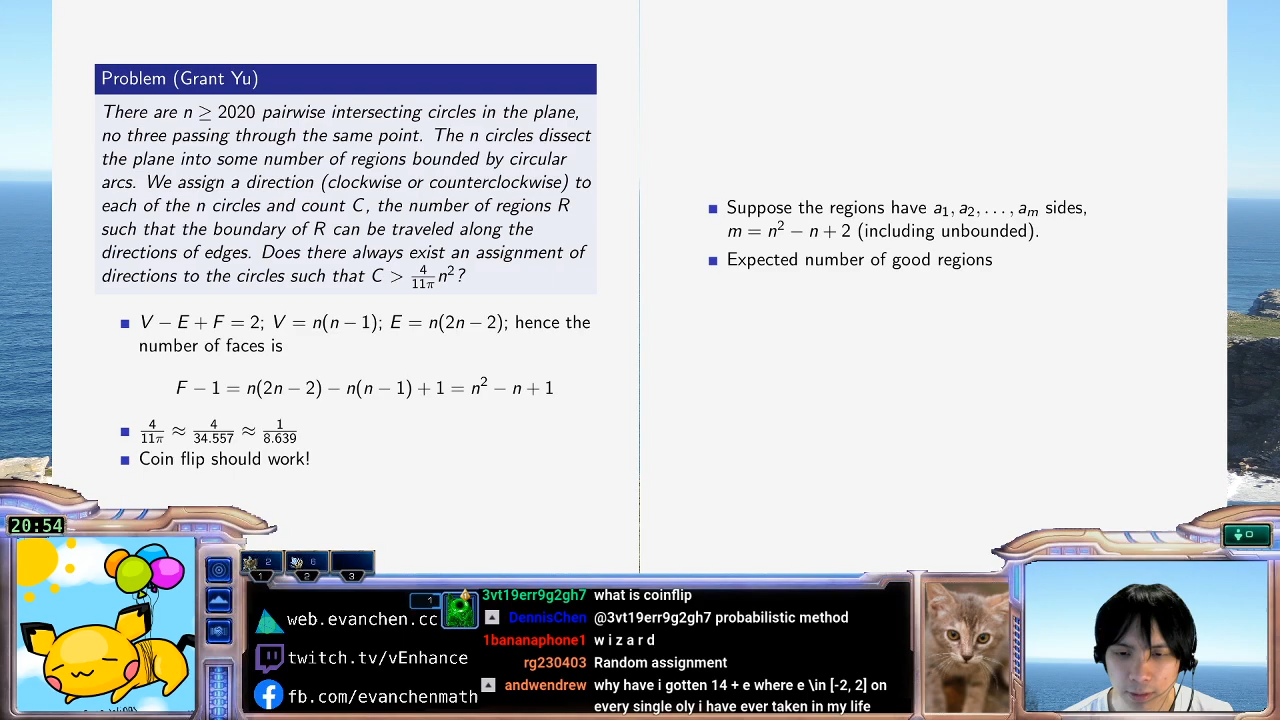 Problem (Grant Yu)
There are n ≥ 2020 pairwise intersecting circles in the plane,
no three passing through the same point. The n circles dissect
the plane into some number of regions bounded by circular
arcs. We assign a direction (clockwise or counterclockwise) to
each of the n circles and count C, the number of regions R
such that the boundary of R can be traveled along the
directions of edges. Does there always exist an assignment of
directions to the circles such that C > 4/11π n²?
V − E + F = 2; V = n(n − 1); E = n(2n − 2); hence the
number of faces is
F − 1 = n(2n − 2) − n(n − 1) + 1 = n² − n + 1
4/11π ≈ 4/34.557 ≈ 1/8.639
Coin flip should work!
Suppose the regions have a₁, a₂, . . . , aₘ sides,
m = n² − n + 2 (including unbounded).
Expected number of good regions
20:54
2
6
1
2
3
1
web.evanchen.cc
twitch.tv/vEnhance
fb.com/evanchenmath
3vt19err9g2gh7 what is coinflip
DennisChen @3vt19err9g2gh7 probabilistic method
1bananaphone1 w i z a r d
rg230403 Random assignment
andwendrew why have i gotten 14 + e where e \in [-2, 2] on
every single oly i have ever taken in my life